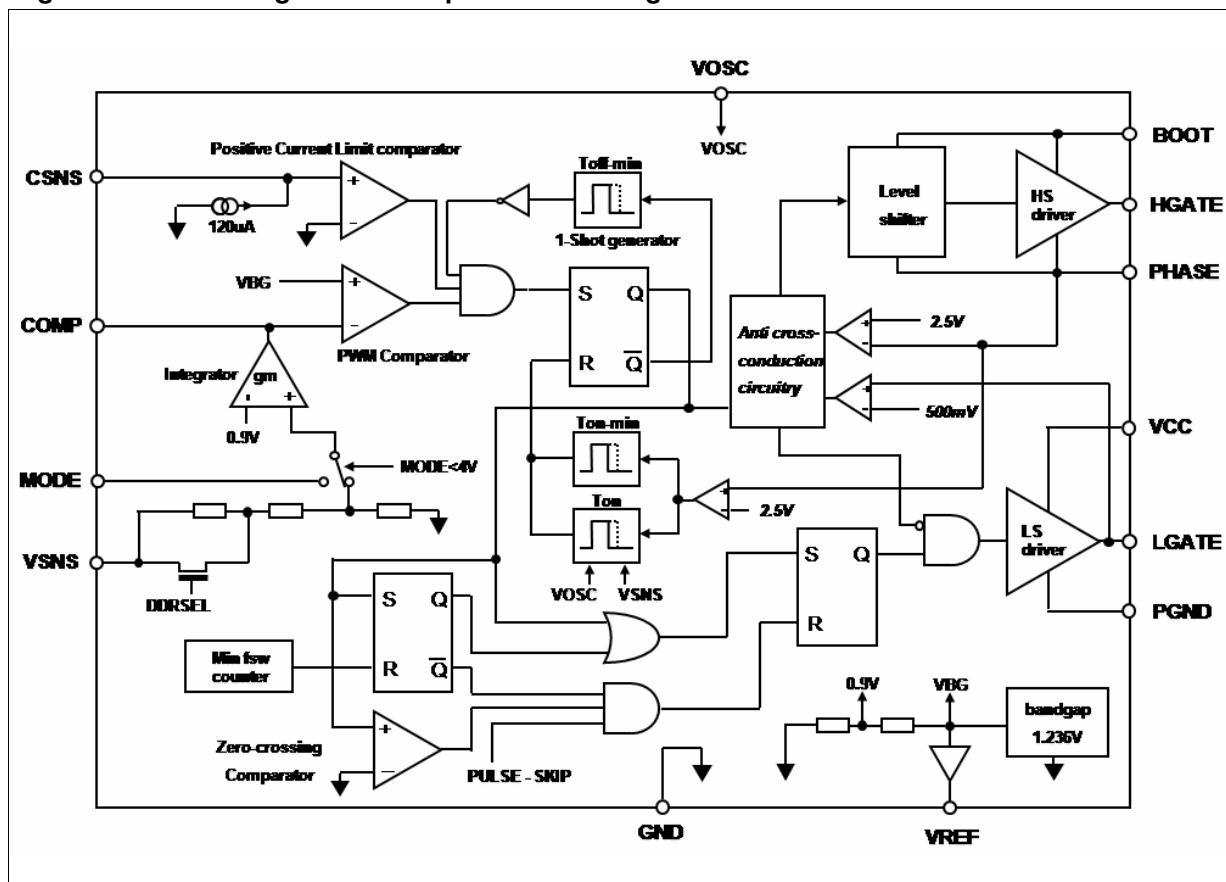 VOSC
VOSC
BOOT
Positive Current Limit comparator
Toff-min
CSNS
+
-
120uA
1-Shot generator
Level
shifter
HS
driver
HGATE
PHASE
VBG
+
-
S
Q
COMP
PWM Comparator
R
Q
Anti cross-
conduction
circuitry
+
-
2.5V
Integrator
gm
-
+
0.9V
+
-
500mV
Ton-min
VCC
MODE<4V
MODE
Ton
+
-
2.5V
VSNS
DDRSEL
VOSC
VSNS
S
Q
R
LS
driver
LGATE
S
Q
R
Q
PGND
Min fsw
counter
0.9V
VBG
bandgap
1.236V
+
-
Zero-crossing
Comparator
PULSE - SKIP
GND
VREF